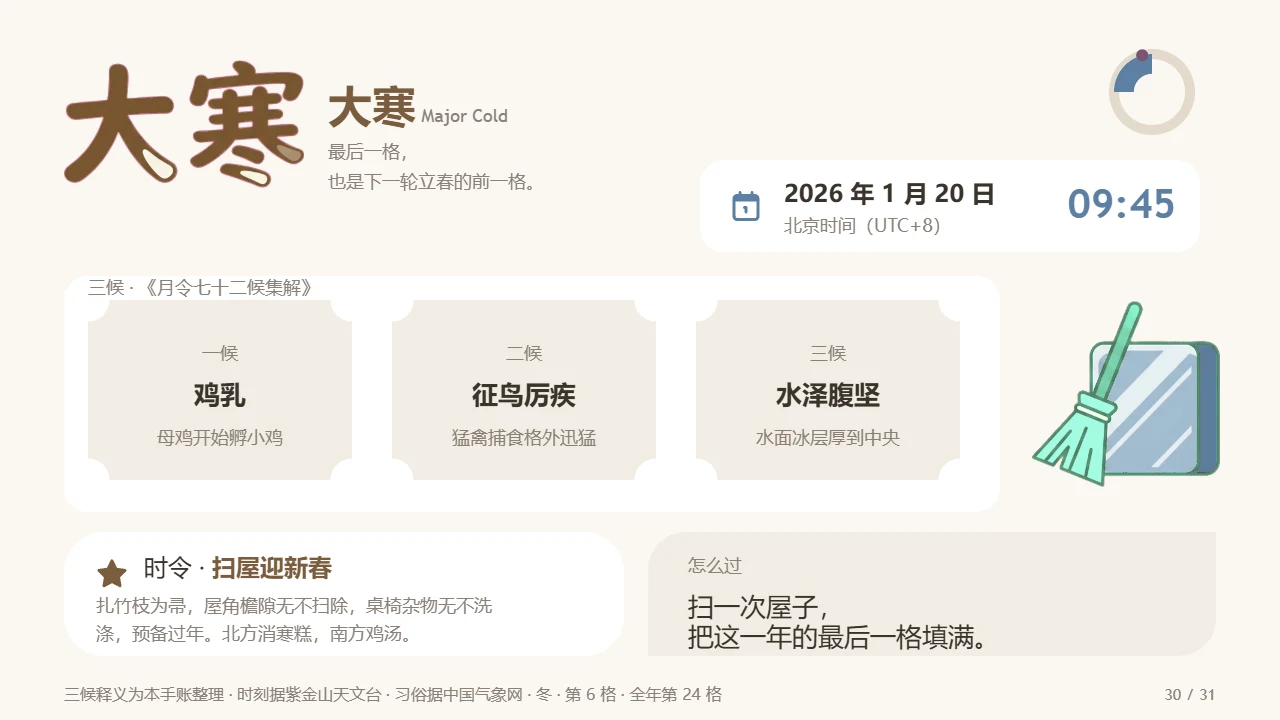 大寒
大寒 Major Cold
最后一格，
也是下一轮立春的前一格。
2026 年 1 月 20 日
北京时间（UTC+8）
09:45
三候 ·《月令七十二候集解》
一候
鸡乳
母鸡开始孵小鸡
二候
征鸟厉疾
猛禽捕食格外迅猛
三候
水泽腹坚
水面冰层厚到中央
时令 · 扫屋迎新春
扎竹枝为帚，屋角檐隙无不扫除，桌椅杂物无不洗
涤，预备过年。北方消寒糕，南方鸡汤。
怎么过
扫一次屋子，
把这一年的最后一格填满。
三候释义为本手账整理 · 时刻据紫金山天文台 · 习俗据中国气象网 · 冬 · 第 6 格 · 全年第 24 格
30 / 31